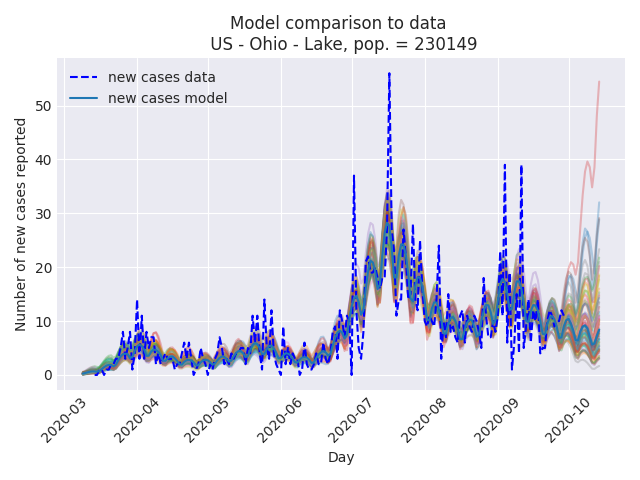 Model comparison to data
US - Ohio - Lake, pop. = 230149
new cases data
new cases model
Number of new cases reported
50
40
30
20
10
0
2020-03
2020-04
2020-05
2020-06
2020-07
2020-08
2020-09
2020-10
Day